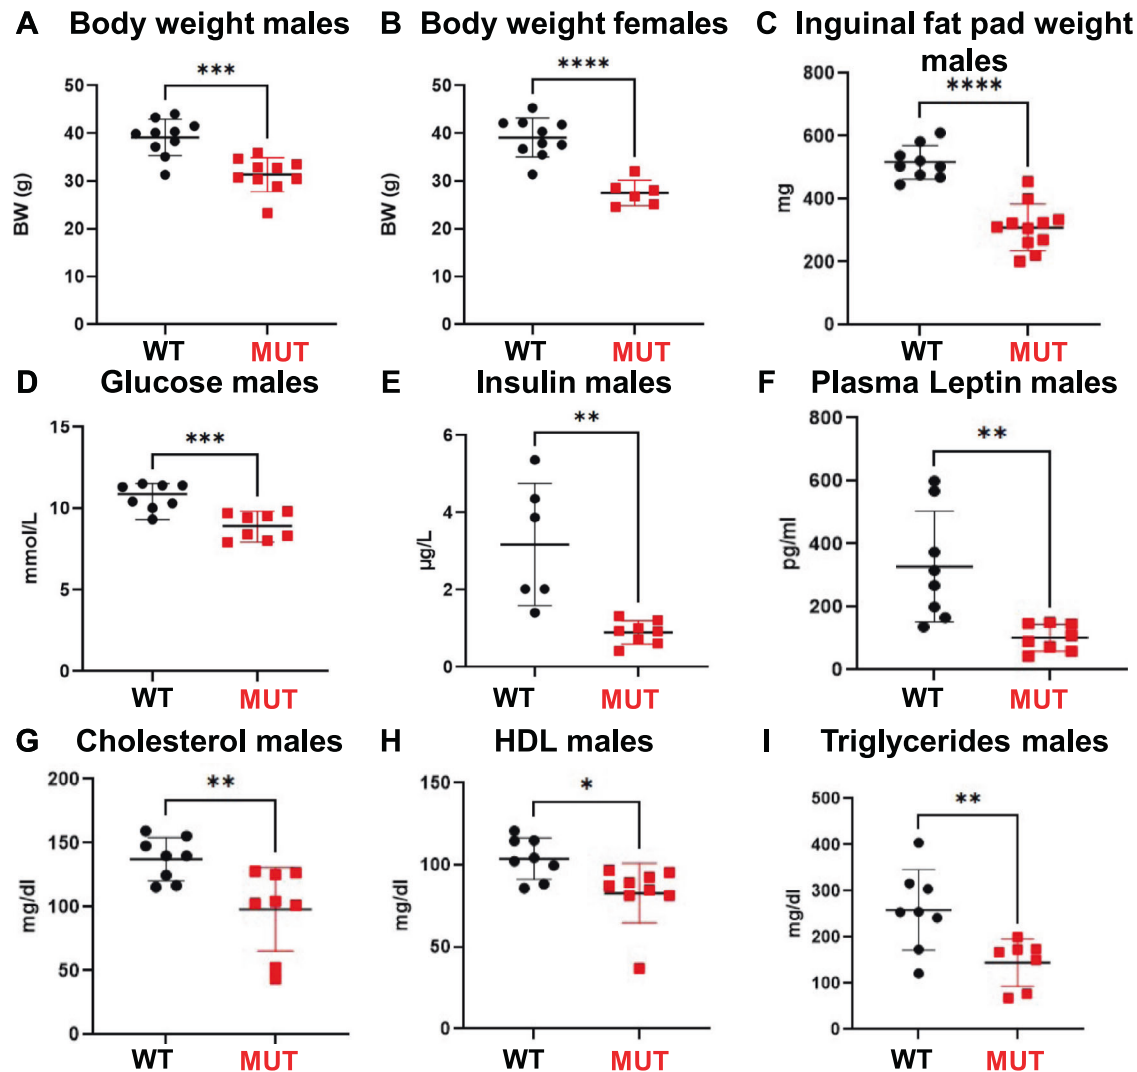 A Body weight males
***
50
40
30
20
10
0
BW (g)
WT MUT
B Body weight females
****
50
40
30
20
10
0
BW (g)
WT MUT
C Inguinal fat pad weight
males
****
800
600
400
200
0
mg
WT MUT
D Glucose males
***
15
10
5
0
mmol/L
WT MUT
E Insulin males
**
6
4
2
0
µg/L
WT MUT
F Plasma Leptin males
**
800
600
400
200
0
pg/ml
WT MUT
G Cholesterol males
**
200
150
100
50
0
mg/dl
WT MUT
H HDL males
*
150
100
50
0
mg/dl
WT MUT
I Triglycerides males
**
500
400
300
200
100
0
mg/dl
WT MUT